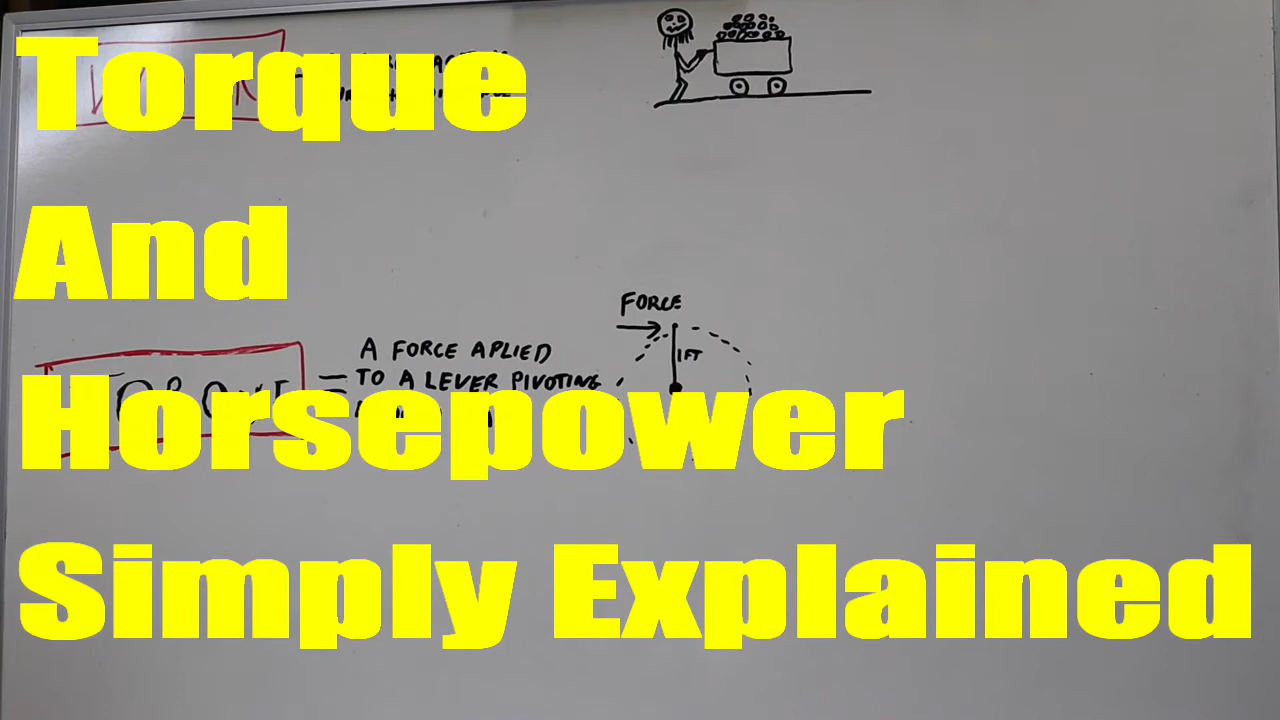 Torque
And
FORCE
1FT
A FORCE APLIED
TO A LEVER PIVOTING
Horsepower
Simply Explained